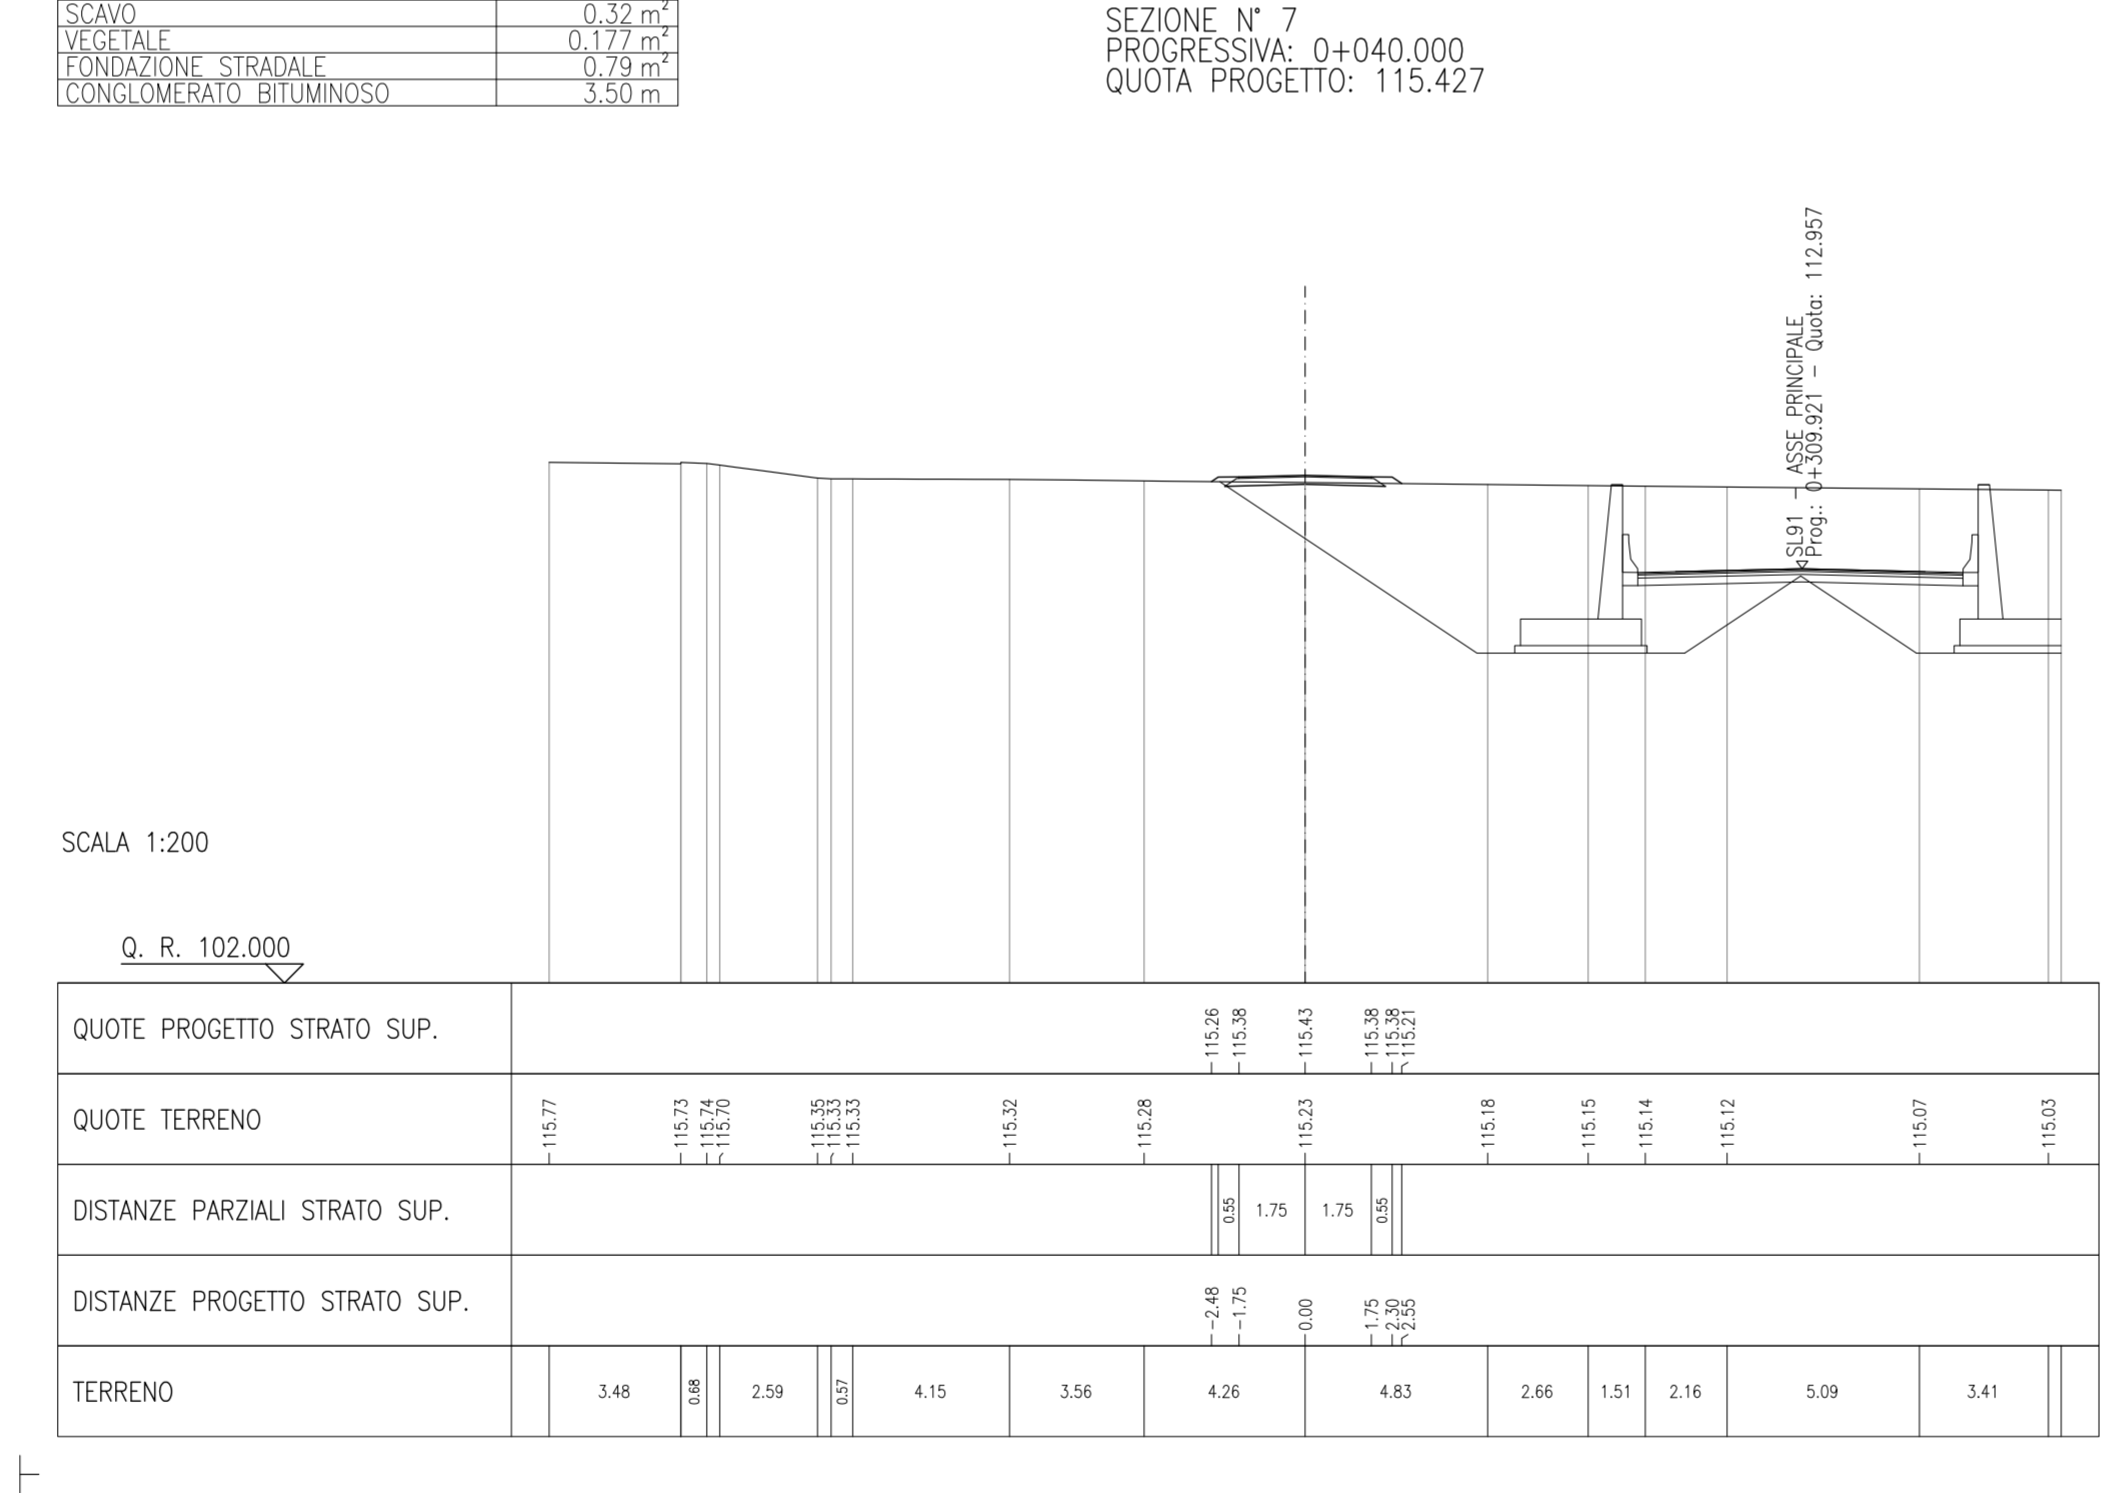 SCAVO 0.32 m²
VEGETALE 0.177 m²
FONDAZIONE STRADALE 0.79 m²
CONGLOMERATO BITUMINOSO 3.50 m
SEZIONE N° 7
PROGRESSIVA: 0+040.000
QUOTA PROGETTO: 115.427
SL91 - ASSE PRINCIPALE
Prog.: 0+309.921 - Quota: 112.957
SCALA 1:200
Q. R. 102.000
QUOTE PROGETTO STRATO SUP. 115.26 115.38 115.43 115.38 115.38 115.21
QUOTE TERRENO 115.77 115.73 115.74 115.70 115.35 115.33 115.33 115.32 115.28 115.23 115.18 115.15 115.14 115.12 115.07 115.03
DISTANZE PARZIALI STRATO SUP. 0.55 1.75 1.75 0.55
DISTANZE PROGETTO STRATO SUP. -2.48 -1.75 0.00 1.75 2.30 2.55
TERRENO 3.48 0.68 2.59 0.57 4.15 3.56 4.26 4.83 2.66 1.51 2.16 5.09 3.41